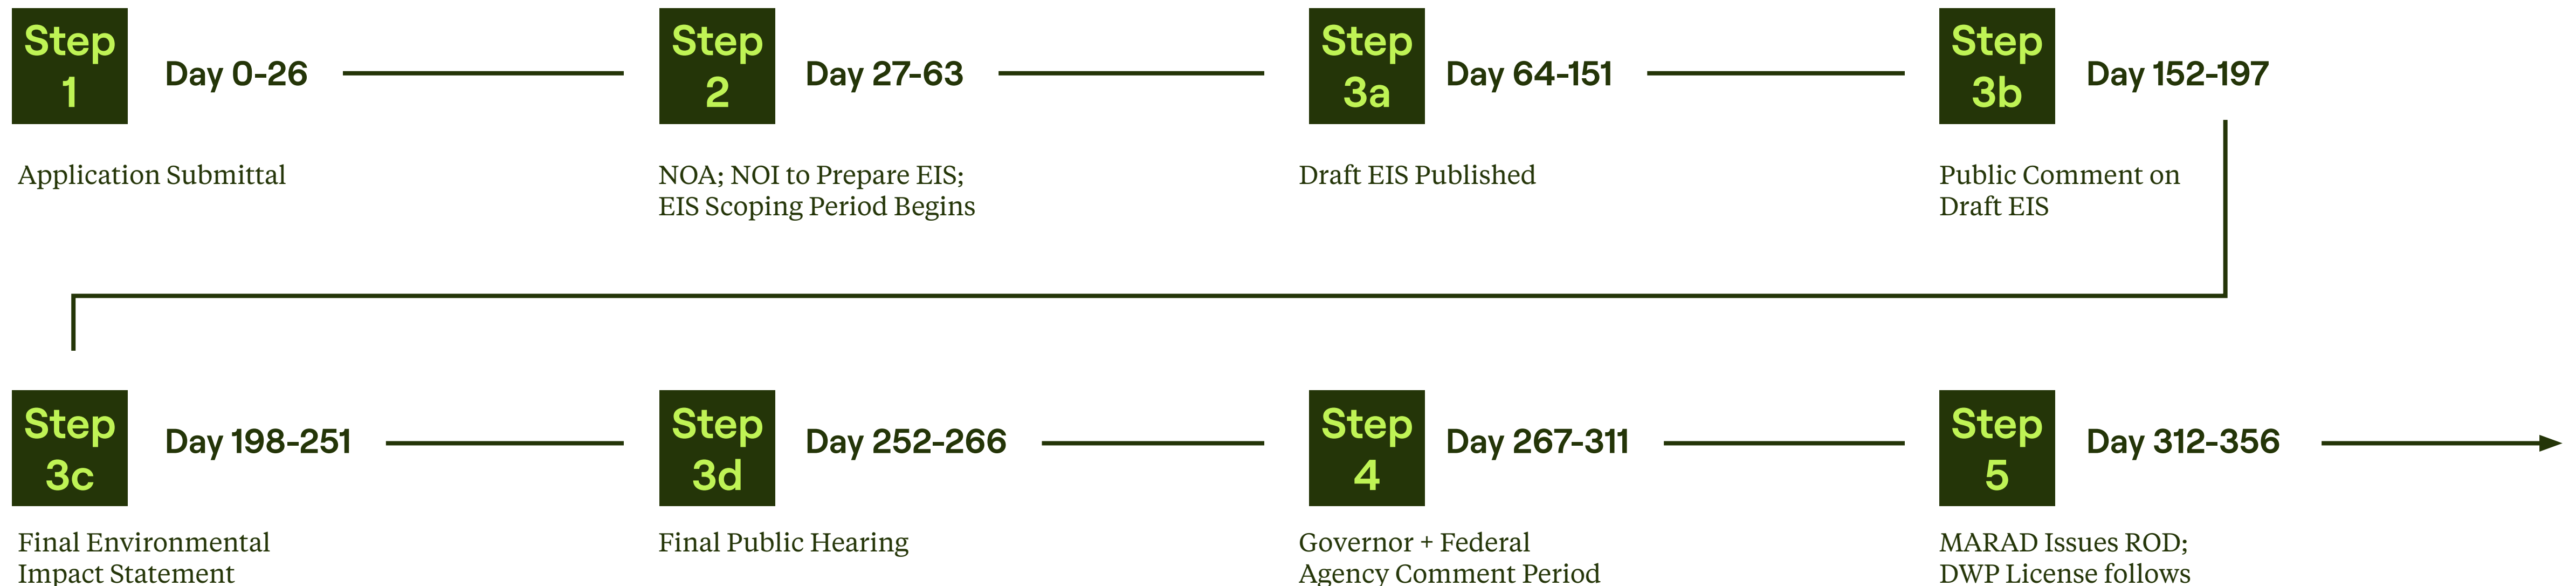 Step
1
Day 0-26
Application Submittal
Step
2
Day 27-63
NOA; NOI to Prepare EIS;
EIS Scoping Period Begins
Step
3a
Day 64-151
Draft EIS Published
Step
3b
Day 152-197
Public Comment on
Draft EIS
Step
3c
Day 198-251
Final Environmental
Impact Statement
Step
3d
Day 252-266
Final Public Hearing
Step
4
Day 267-311
Governor + Federal
Agency Comment Period
Step
5
Day 312-356
MARAD Issues ROD;
DWP License follows